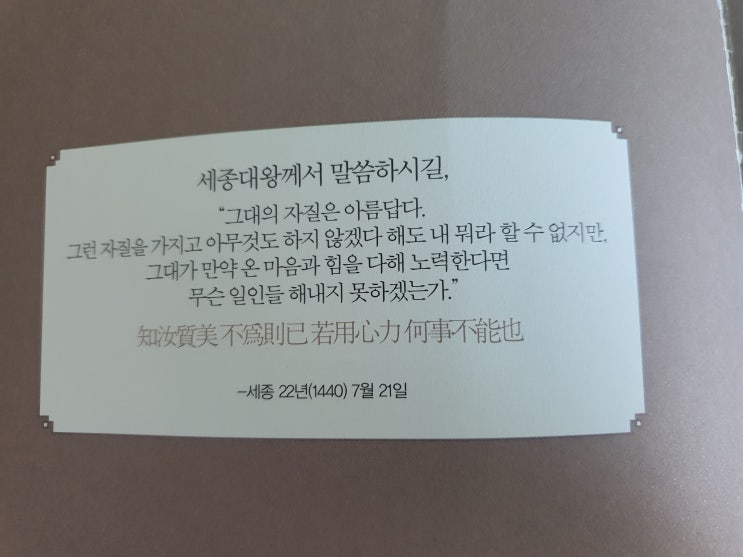 세종대왕께서 말씀하시길,
“그대의 자질은 아름답다.
그런 자질을 가지고 아무것도 하지 않겠다 해도 내 뭐라 할 수 없지만,
그대가 만약 온 마음과 힘을 다해 노력한다면
무슨 일인들 해내지 못하겠는가.”
知汝質美 不爲則已 若用心力 何事不能也
–세종 22년(1440) 7월 21일